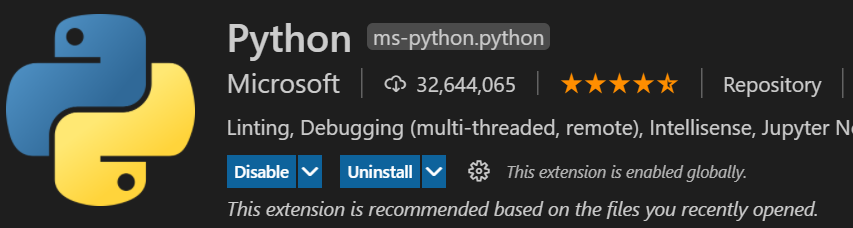 Python ms-python.python
Microsoft 32,644,065 Repository
Linting, Debugging (multi-threaded, remote), Intellisense, Jupyter
Disable Uninstall This extension is enabled globally.
This extension is recommended based on the files you recently opened.